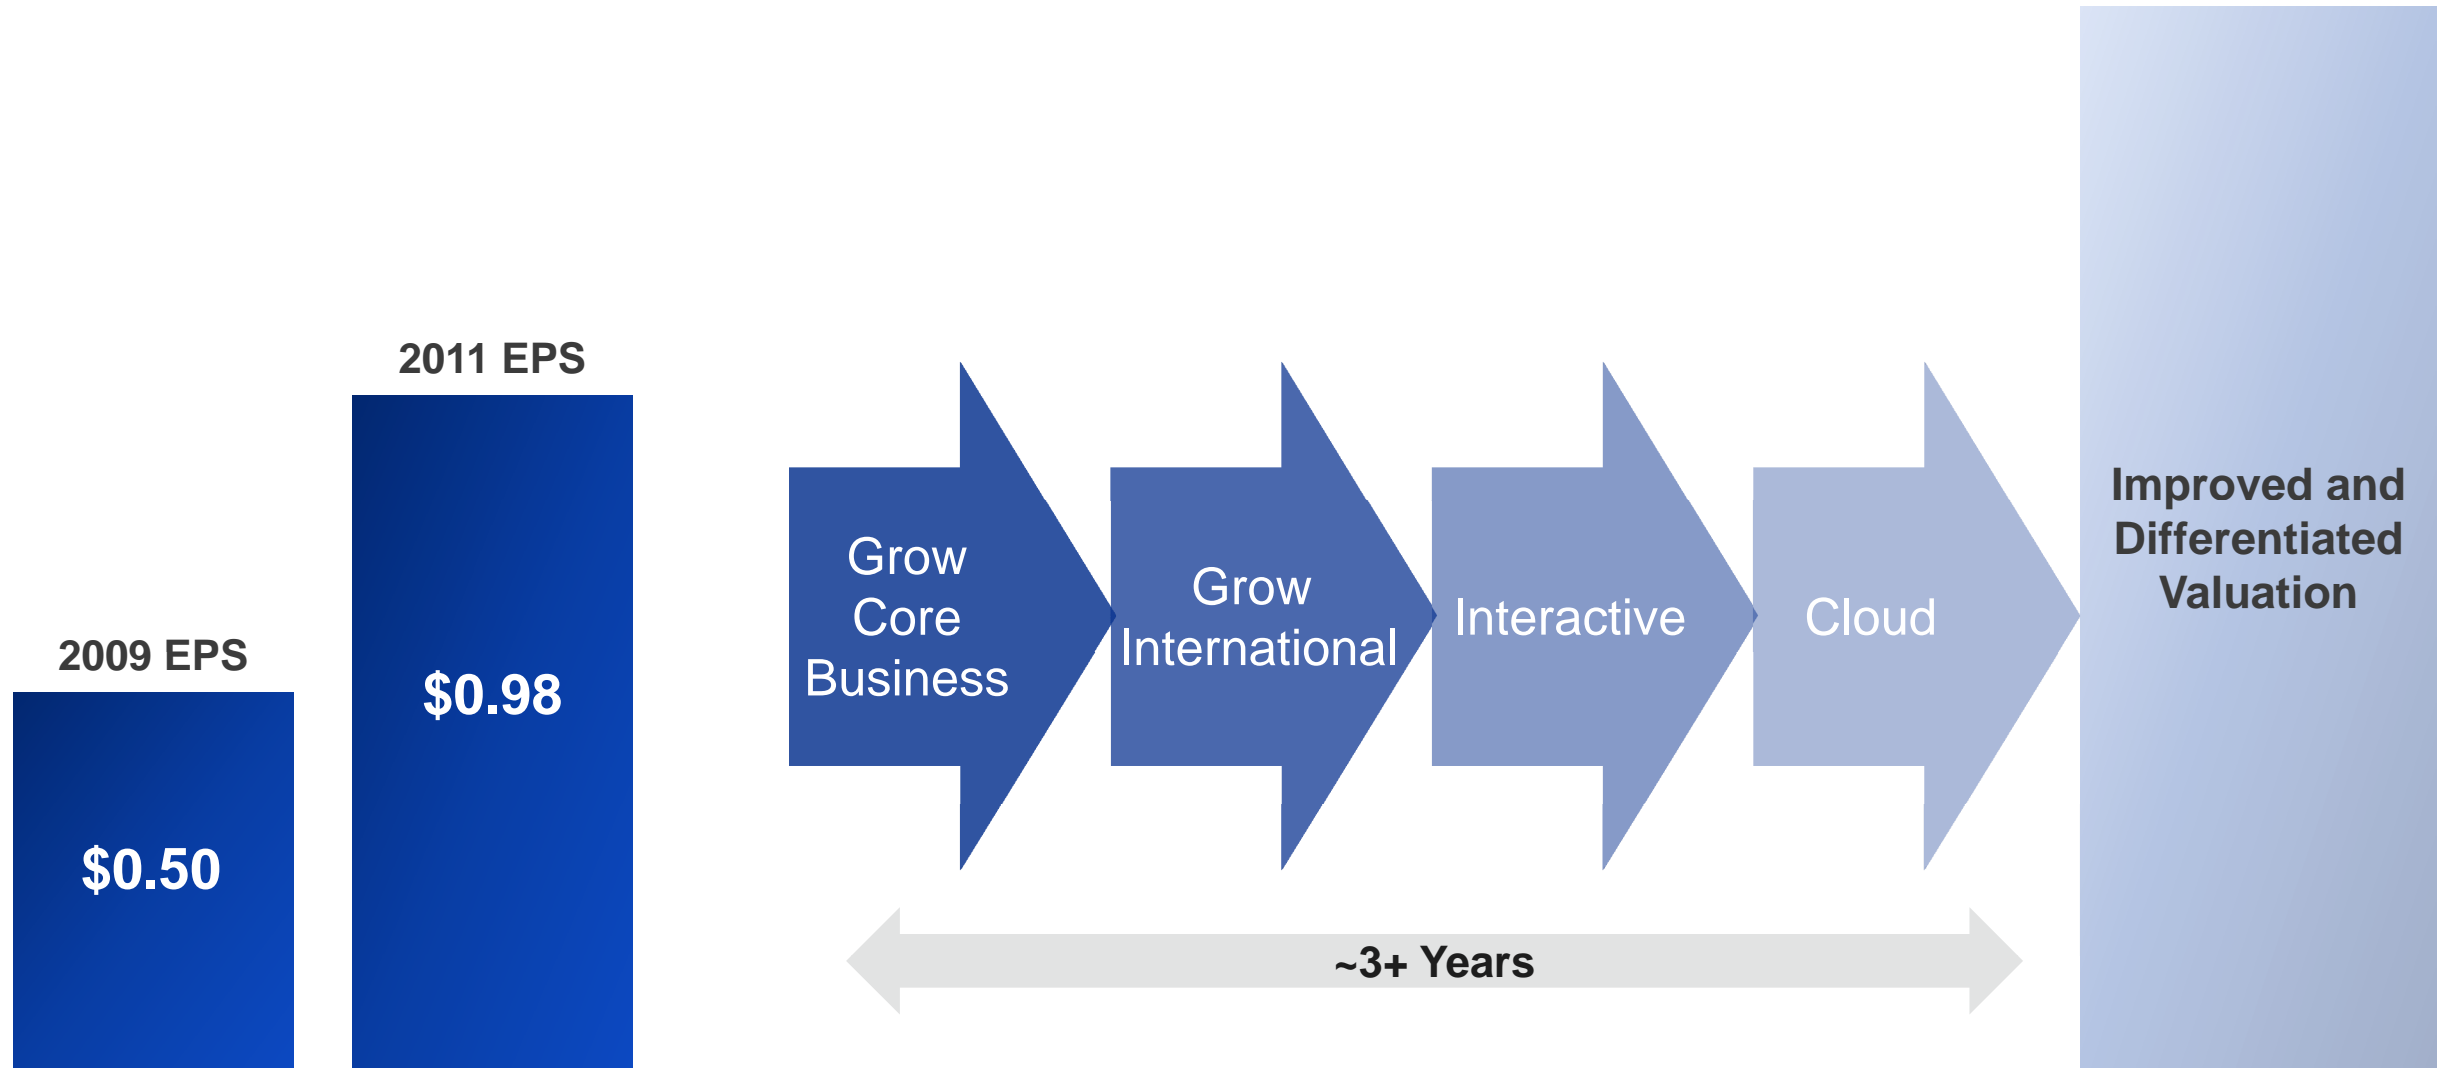 2009 EPS
$0.50
2011 EPS
$0.98
Grow
Core
Business
Grow
International
Interactive
Cloud
~3+ Years
Improved and
Differentiated
Valuation